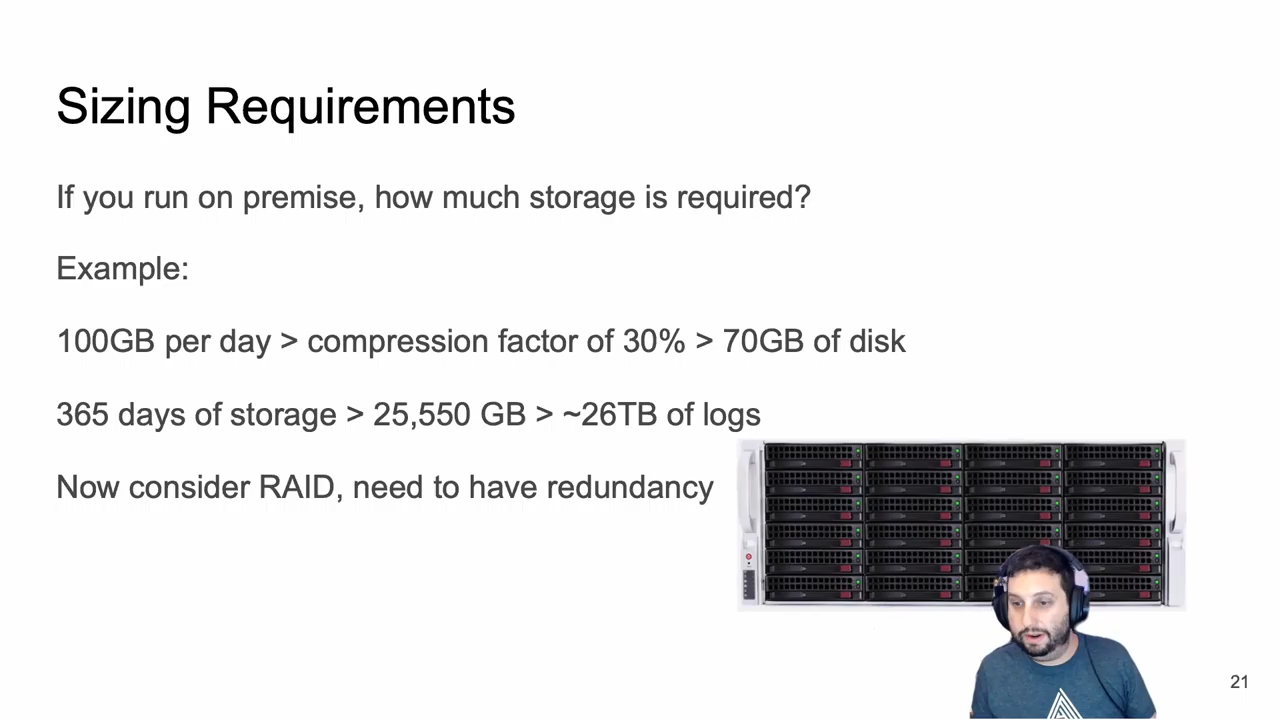 Sizing Requirements
If you run on premise, how much storage is required?
Example:
100GB per day > compression factor of 30% > 70GB of disk
365 days of storage > 25,550 GB > ~26TB of logs
Now consider RAID, need to have redundancy
21